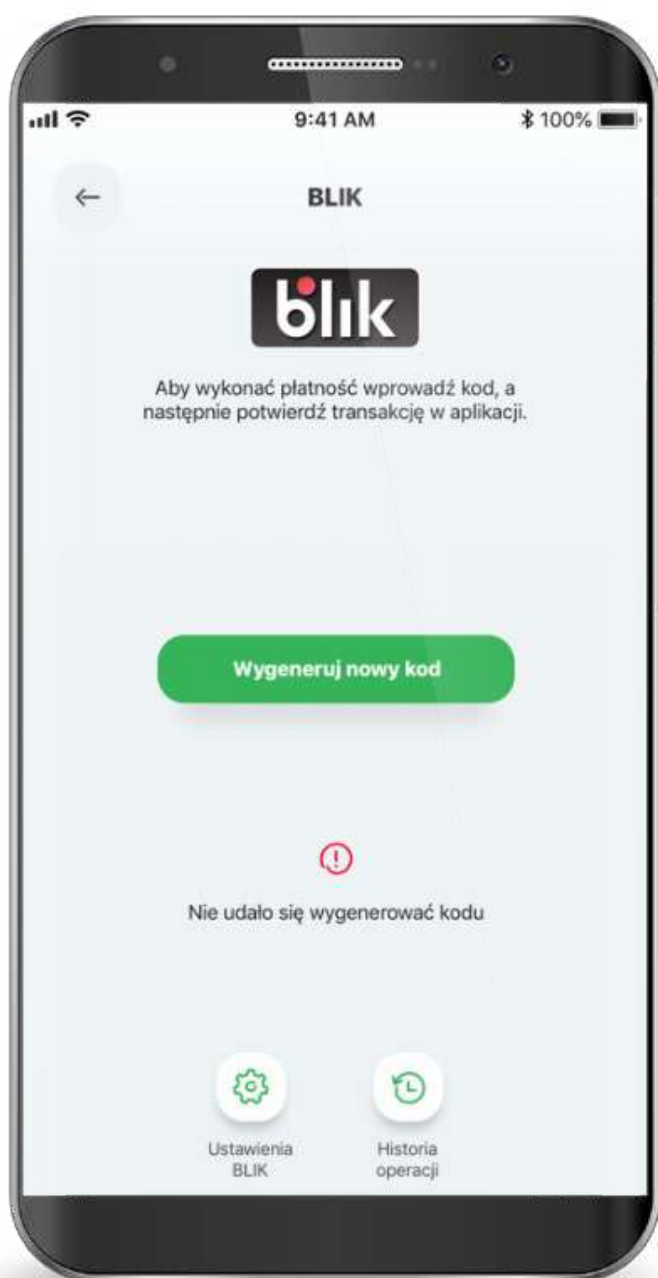 9:41 AM
100%
BLIK
blik
Aby wykonać płatność wprowadź kod, a
następnie potwierdź transakcję w aplikacji.
Wygeneruj nowy kod
Nie udało się wygenerować kodu
Ustawienia
BLIK
Historia
operacji